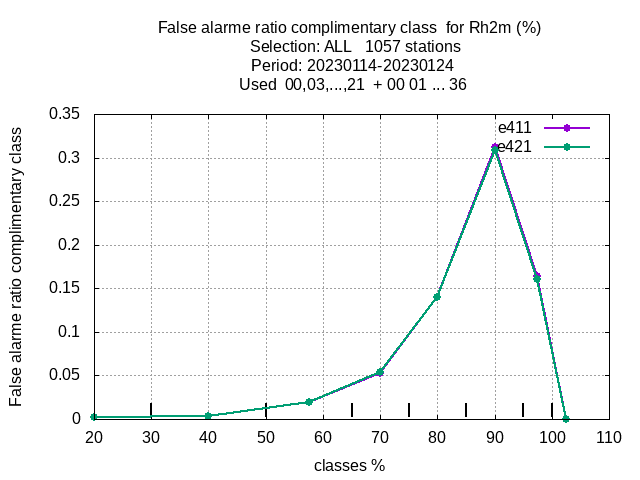 False alarme ratio complimentary class  for Rh2m (%)
Selection: ALL   1057 stations
Period: 20230114-20230124
Used  00,03,...,21  + 00 01 ... 36
False alarme ratio complimentary class
0.35
0.3
0.25
0.2
0.15
0.1
0.05
0
e411
e421
20 30 40 50 60 70 80 90 100 110
classes %